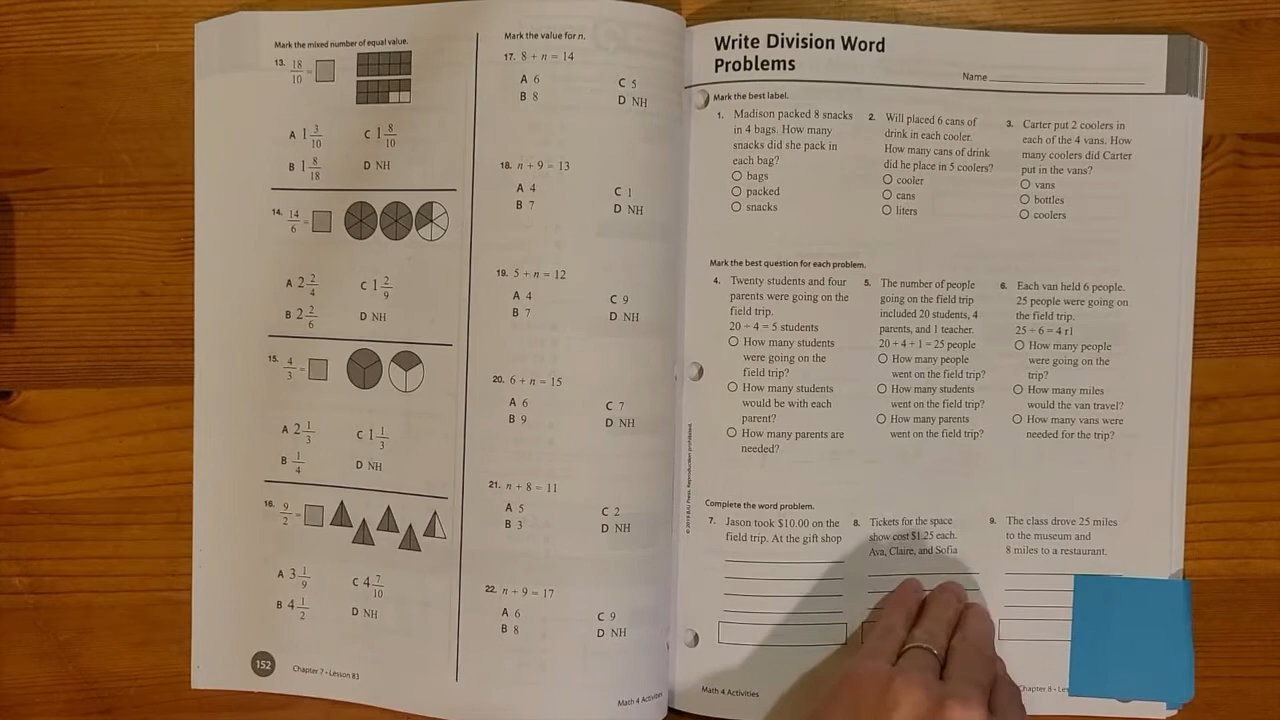 Mark the mixed number of equal value.
13. 18/10 =
A 1 3/10 C 1 8/10
B 1 8/18 D NH
14. 14/6 =
A 2 2/4 C 1 2/9
B 2 2/6 D NH
15. 4/3 =
A 2 1/3 C 1 1/3
B 1/4 D NH
16. 9/2 =
A 3 1/9 C 4 7/10
B 4 1/2 D NH
152 Chapter 7 • Lesson 83
Mark the value for n.
17. 8 + n = 14
A 6 C 5
B 8 D NH
18. n + 9 = 13
A 4 C 1
B 7 D NH
19. 5 + n = 12
A 4 C 9
B 7 D NH
20. 6 + n = 15
A 6 C 7
B 9 D NH
21. n + 8 = 11
A 5 C 2
B 3 D NH
22. n + 9 = 17
A 6 C 9
B 8 D NH
Math 4 Activities
Write Division Word
Problems
Name
Mark the best label.
1. Madison packed 8 snacks
in 4 bags. How many
snacks did she pack in
each bag?
bags
packed
snacks
2. Will placed 6 cans of
drink in each cooler.
How many cans of drink
did he place in 5 coolers?
cooler
cans
liters
3. Carter put 2 coolers in
each of the 4 vans. How
many coolers did Carter
put in the vans?
vans
bottles
coolers
Mark the best question for each problem.
4. Twenty students and four
parents were going on the
field trip.
20 ÷ 4 = 5 students
How many students
were going on the
field trip?
How many students
would be with each
parent?
How many parents are
needed?
5. The number of people
going on the field trip
included 20 students, 4
parents, and 1 teacher.
20 + 4 + 1 = 25 people
How many people
went on the field trip?
How many students
went on the field trip?
How many parents
went on the field trip?
6. Each van held 6 people.
25 people were going on
the field trip.
25 ÷ 6 = 4 r1
How many people
were going on the
trip?
How many miles
would the van travel?
How many vans were
needed for the trip?
Complete the word problem.
7. Jason took $10.00 on the
field trip. At the gift shop
8. Tickets for the space
show cost $1.25 each.
Ava, Claire, and Sofia
9. The class drove 25 miles
to the museum and
8 miles to a restaurant.
Math 4 Activities
Chapter 8 • Les